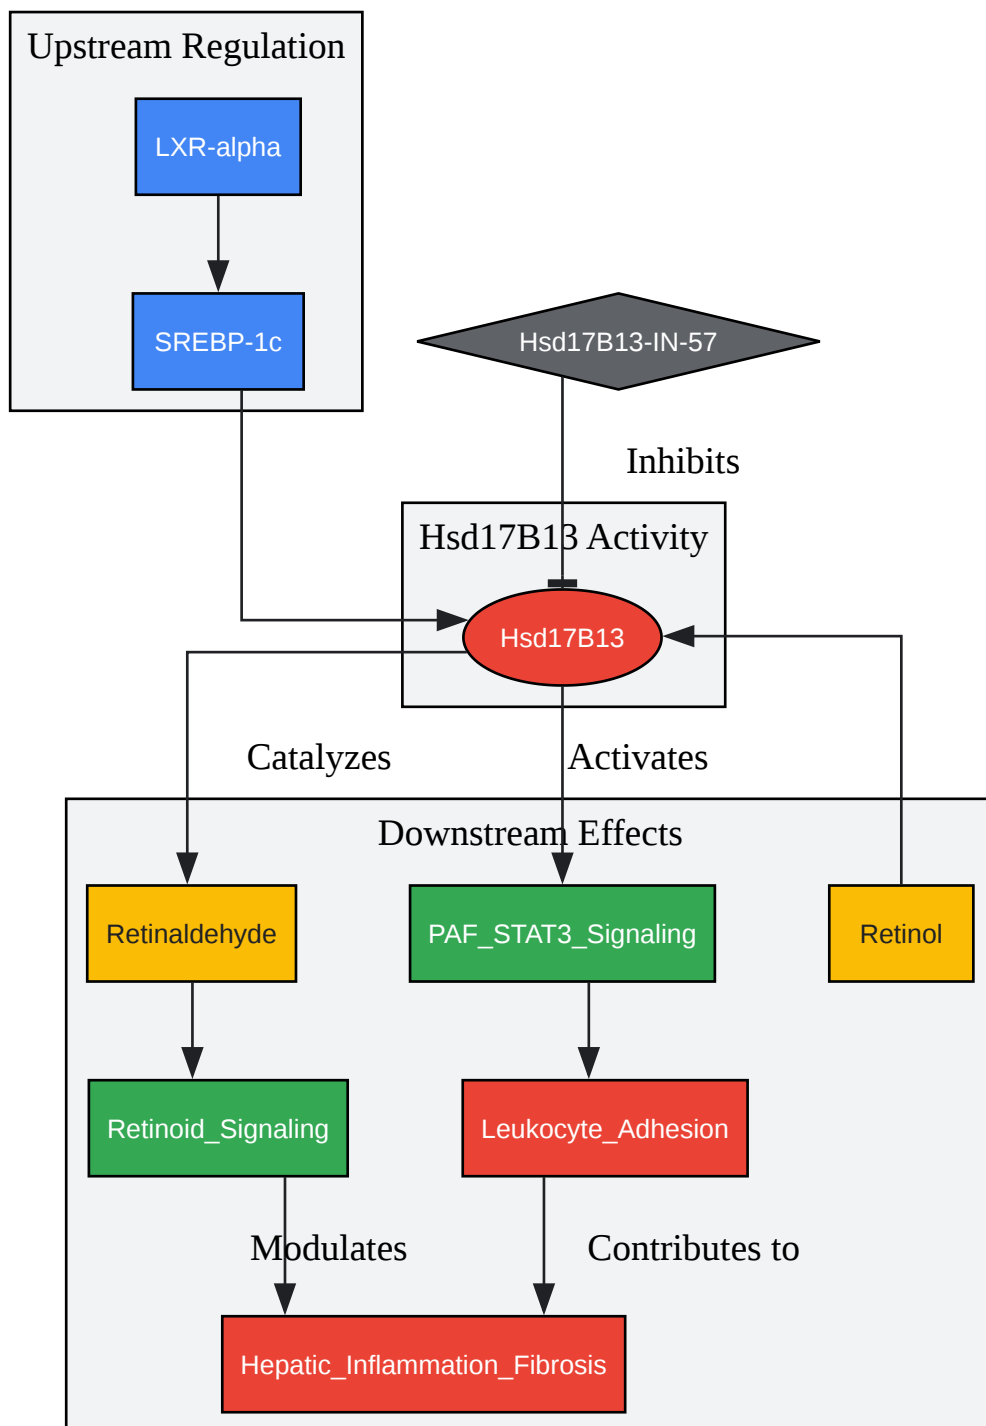 Upstream Regulation
LXR-alpha
SREBP-1c
Hsd17B13-IN-57
Inhibits
Hsd17B13 Activity
Hsd17B13
Catalyzes
Activates
Downstream Effects
Retinaldehyde
PAF_STAT3_Signaling
Retinol
Retinoid_Signaling
Leukocyte_Adhesion
Modulates
Contributes to
Hepatic_Inflammation_Fibrosis